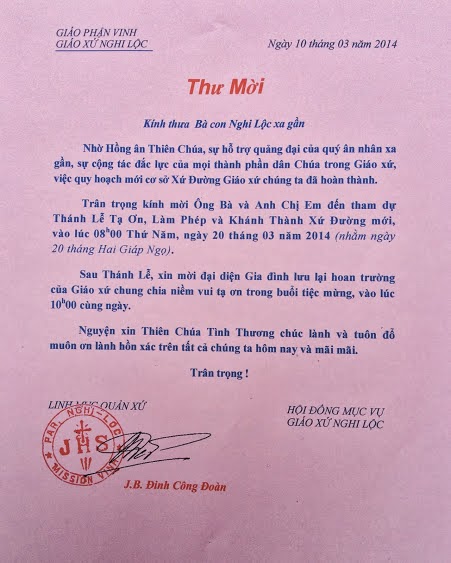 GIÁO PHẬN VINH
GIÁO XỨ NGHI LỘC
Ngày 10 tháng 03 năm 2014
Thư Mời
Kính thưa Bà con Nghi Lộc xa gần
Nhờ Hồng ân Thiên Chúa, sự hỗ trợ quảng đại của quý ân nhân xa
gần, sự cộng tác đắc lực của mọi thành phần dân Chúa trong Giáo xứ,
việc quy hoạch mới cơ sở Xứ Đường Giáo xứ chúng ta đã hoàn thành.
Trân trọng kính mời Ông Bà và Anh Chị Em đến tham dự
Thánh Lễ Tạ Ơn, Làm Phép và Khánh Thành Xứ Đường mới,
vào lúc 08h00 Thứ Năm, ngày 20 tháng 03 năm 2014 (nhằm ngày
20 tháng Hai Giáp Ngọ).
Sau Thánh Lễ, xin mời đại diện Gia đình lưu lại hoan trường
của Giáo xứ chung chia niềm vui tạ ơn trong buổi tiệc mừng, vào lúc
10h00 cùng ngày.
Nguyện xin Thiên Chúa Tình Thương chúc lành và tuôn đổ
muôn ơn lành hồn xác trên tất cả chúng ta hôm nay và mãi mãi.
Trân trọng !
LINH MỤC QUẢN XỨ
HỘI ĐỒNG MỤC VỤ
GIÁO XỨ NGHI LỘC
PAR. NGHI-LOC
JHS
MISSION
J.B. Đinh Công Đoàn